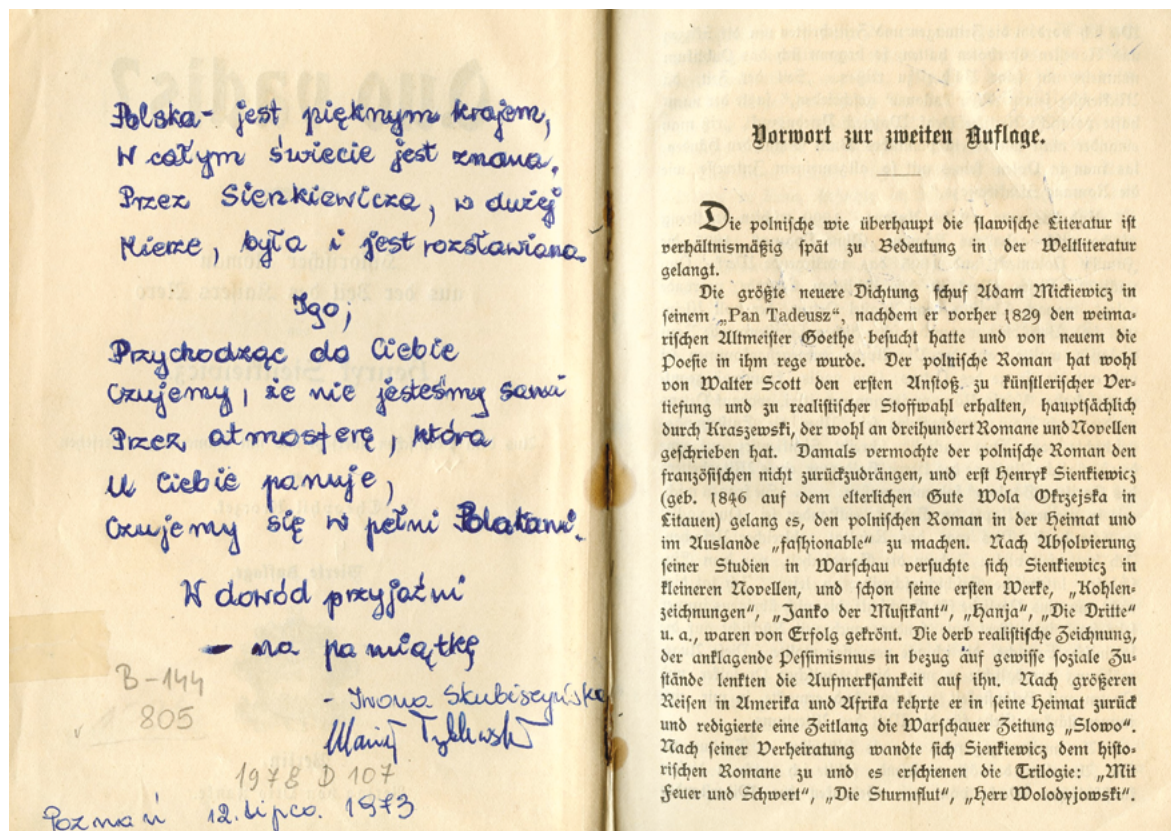 Polska - jest pięknym krajem,
W całym świecie jest znana.
Przez Sienkiewicza, w dużej
Mierze, była i jest rozsławiana.
Igo,
Przychodząc do Ciebie
Czujemy, że nie jesteśmy sami
Przez atmosferę, która
U Ciebie panuje,
Czujemy się w pełni Polakami.
W dowód przyjaźni
- na pamiątkę
- Iwona Skubiszyńska
Maciej
B-144
805
1978 D 107
Poznań 12. lipca. 1973
Vorwort zur zweiten Auflage.
Die polnische wie überhaupt die slawische Literatur ist
verhältnismäßig spät zu Bedeutung in der Weltliteratur
gelangt.
Die größte neuere Dichtung schuf Adam Mickiewicz in
seinem „Pan Tadeusz“, nachdem er vorher 1829 den weima-
rischen Altmeister Goethe besucht hatte und von neuem die
Poesie in ihm rege wurde. Der polnische Roman hat wohl
von Walter Scott den ersten Anstoß zu künstlerischer Ver-
tiefung und zu realistischer Stoffwahl erhalten, hauptsächlich
durch Kraszewski, der wohl an dreihundert Romane und Novellen
geschrieben hat. Damals vermochte der polnische Roman den
französischen nicht zurückzudrängen, und erst Henryk Sienkiewicz
(geb. 1846 auf dem elterlichen Gute Wola Okrzejska in
Litauen) gelang es, den polnischen Roman in der Heimat und
im Auslande „fashionable“ zu machen. Nach Absolvierung
seiner Studien in Warschau versuchte sich Sienkiewicz in
kleineren Novellen, und schon seine ersten Werke, „Kohlen-
zeichnungen“, „Janko der Musikant“, „Hanja“, „Die Dritte“
u. a., waren von Erfolg gekrönt. Die derb realistische Zeichnung,
der anklagende Pessimismus in bezug auf gewisse soziale Zu-
stände lenkten die Aufmerksamkeit auf ihn. Nach größeren
Reisen in Amerika und Afrika kehrte er in seine Heimat zurück
und redigierte eine Zeitlang die Warschauer Zeitung „Slowo“.
Nach seiner Verheiratung wandte sich Sienkiewicz dem histo-
rischen Romane zu und es erschienen die Trilogie: „Mit
Feuer und Schwert“, „Die Sturmflut“, „Herr Wolodyjowski“.